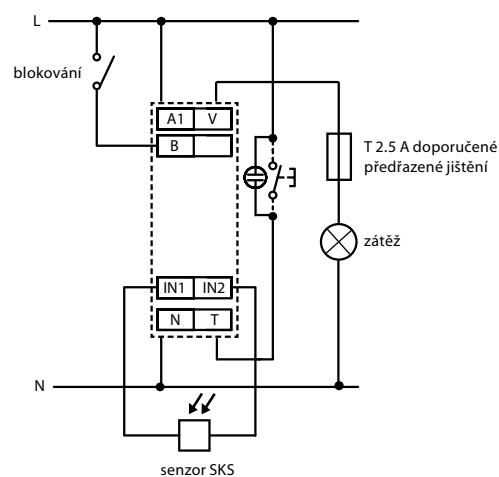 L
blokování
A1 V
B
T 2.5 A doporučené
předřazené jištění
zátěž
IN1 IN2
N T
N
senzor SKS